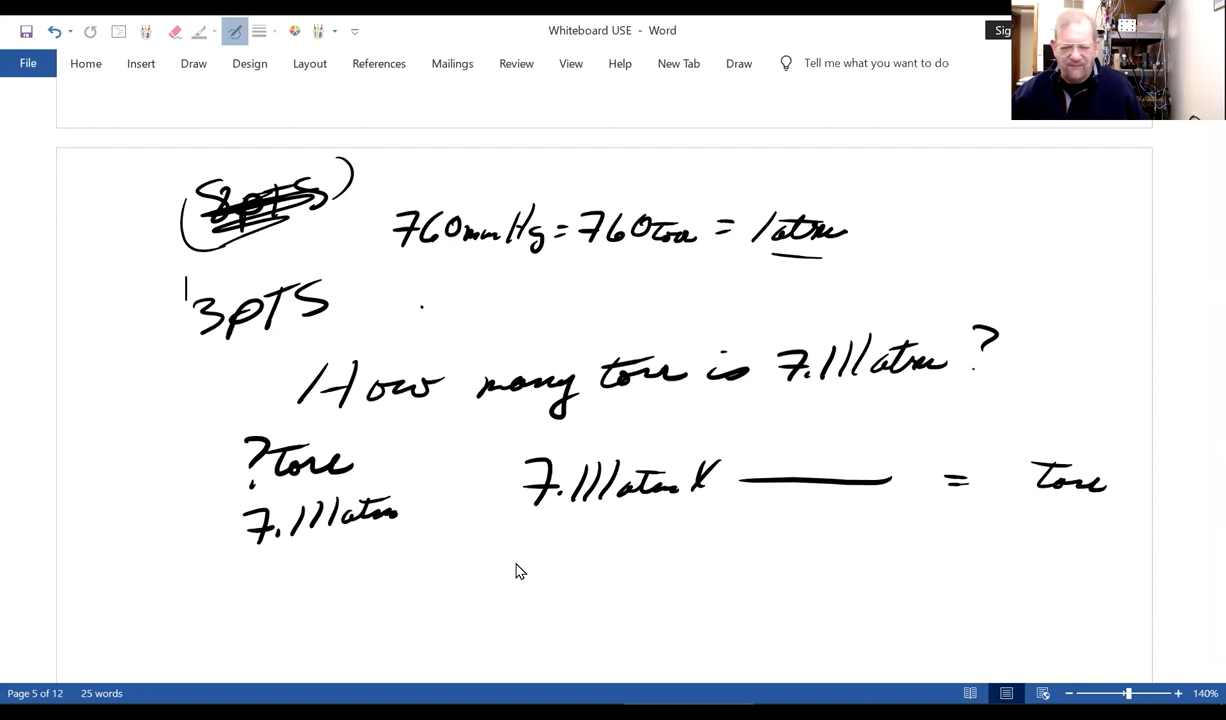 Whiteboard USE - Word
Sig
File Home Insert Draw Design Layout References Mailings Review View Help New Tab Draw Tell me what you want to do
760mmHg = 760torr = 1atm
3pTS
How many torr is 7.111atm?
? torr
7.111atm
7.111atm x = torr
Page 5 of 12 25 words
140%